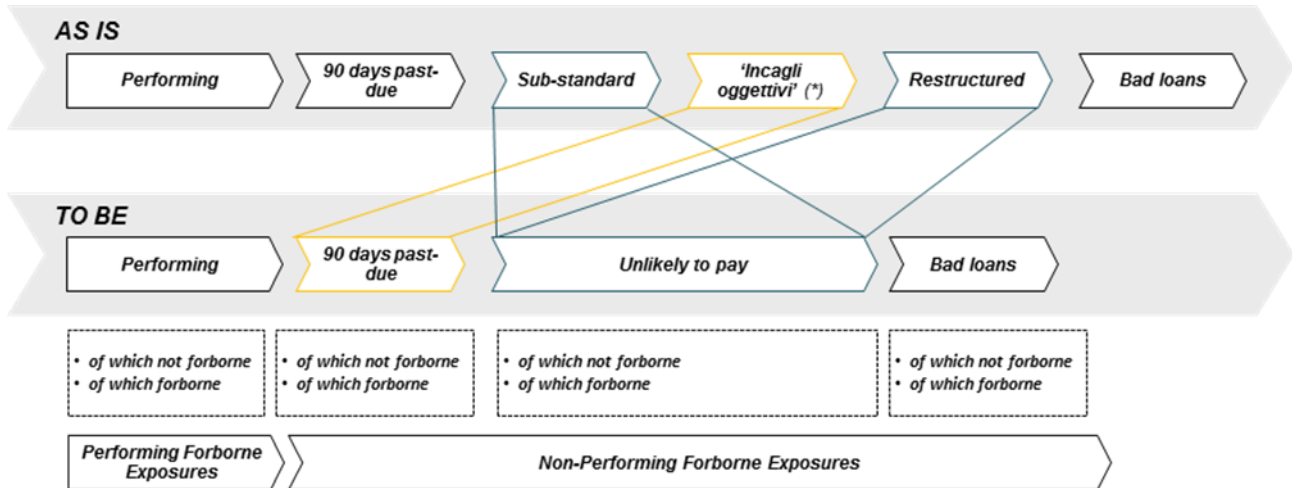 AS IS
Performing
90 days past-
due
Sub-standard
‘Incagli
oggettivi’ (*)
Restructured
Bad loans
TO BE
Performing
90 days past-
due
Unlikely to pay
Bad loans
• of which not forborne
• of which forborne
• of which not forborne
• of which forborne
• of which not forborne
• of which forborne
• of which not forborne
• of which forborne
Performing Forborne
Exposures
Non-Performing Forborne Exposures